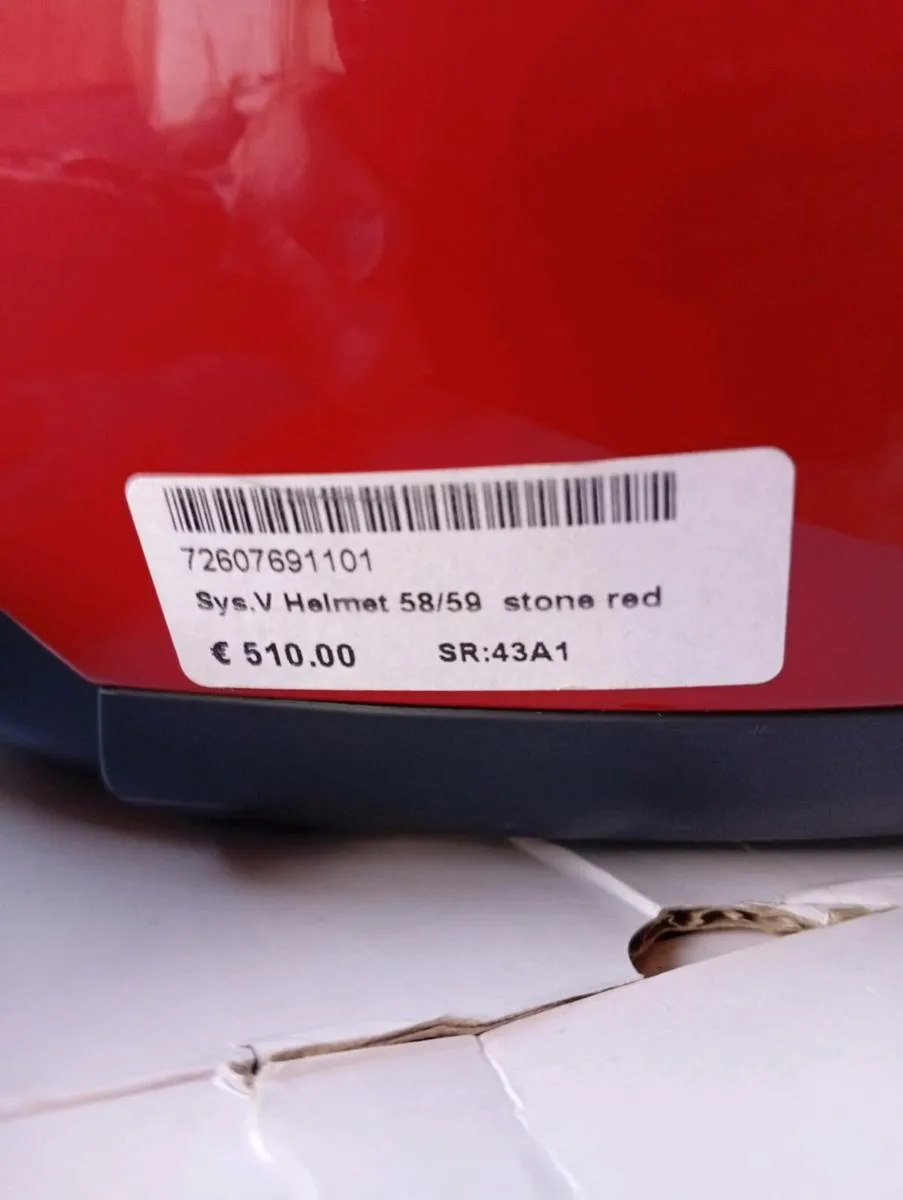 72607691101
Sys.V Helmet 58/59 stone red
€ 510.00 SR:43A1